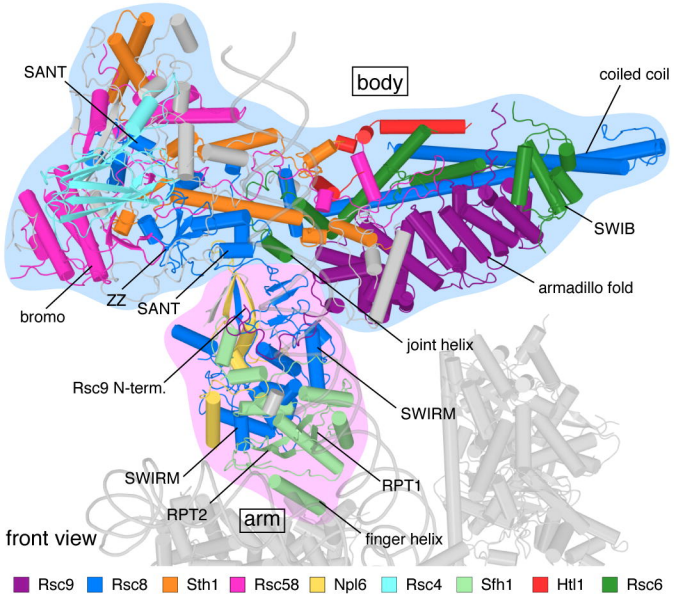 SANT
body
coiled coil
SWIB
armadillo fold
ZZ
SANT
bromo
joint helix
Rsc9 N-term.
SWIRM
SWIRM
RPT1
RPT2
arm
front view
finger helix
Rsc9 Rsc8 Sth1 Rsc58 Npl6 Rsc4 Sfh1 Htl1 Rsc6